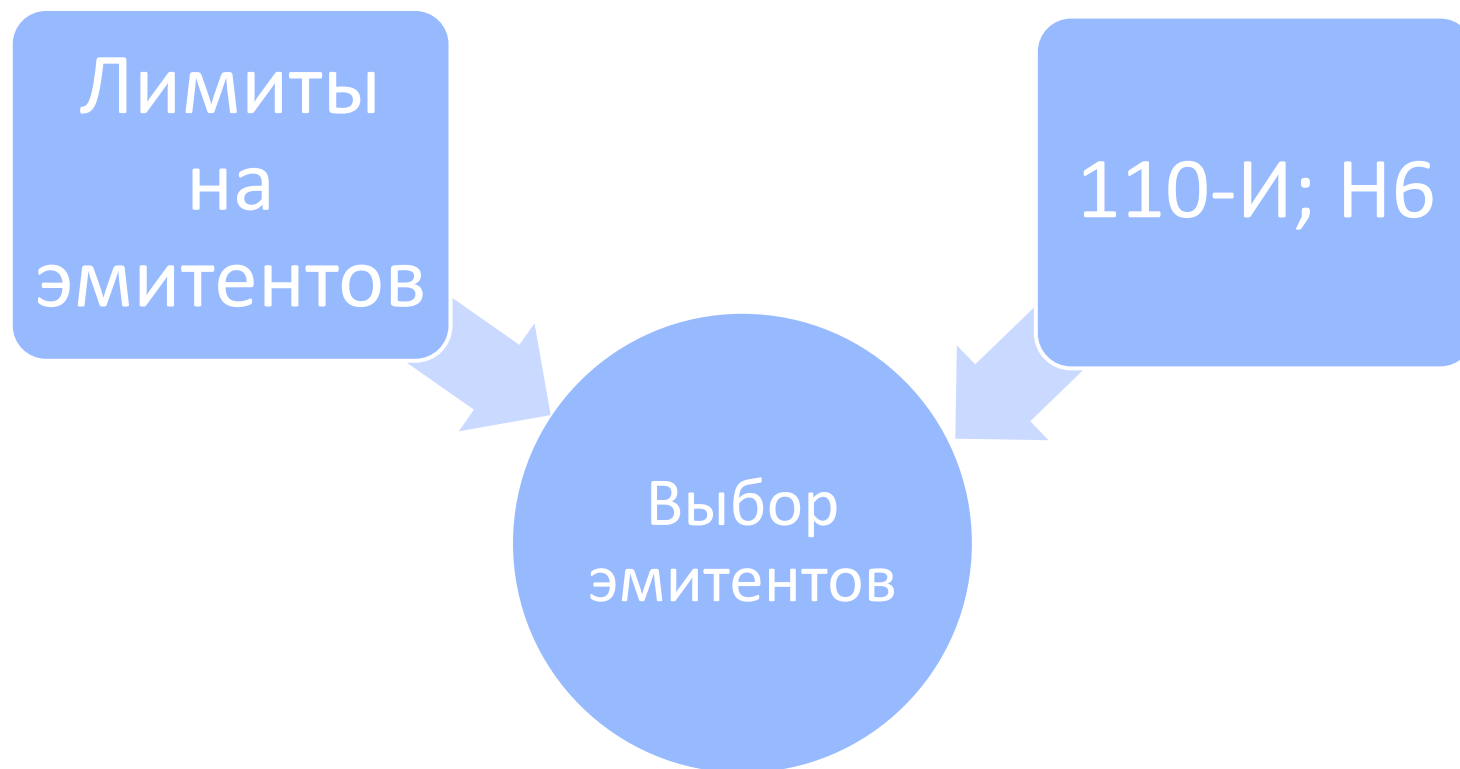 Лимиты
на
эмитентов
110-И; Н6
Выбор
эмитентов